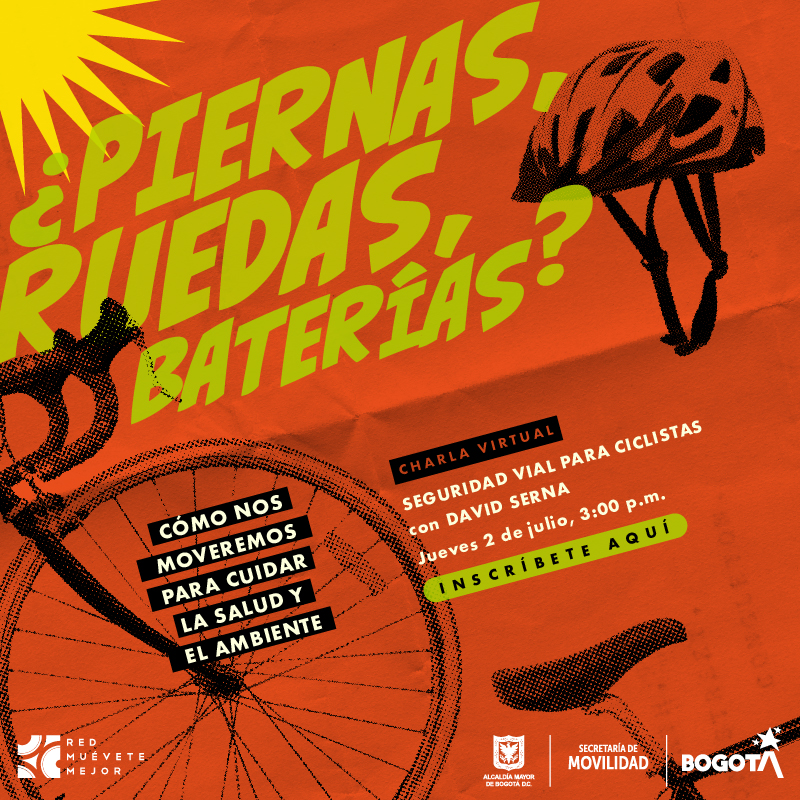 ¿PIERNAS,
RUEDAS,
BATERÍAS?
CHARLA VIRTUAL
SEGURIDAD VIAL PARA CICLISTAS
con DAVID SERNA
Jueves 2 de julio, 3:00 p.m.
INSCRÍBETE AQUÍ
CÓMO NOS
MOVEREMOS
PARA CUIDAR
LA SALUD Y
EL AMBIENTE
RED
MUÉVETE
MEJOR
ALCALDÍA MAYOR
DE BOGOTÁ D.C.
SECRETARÍA DE
MOVILIDAD
BOGOTÁ